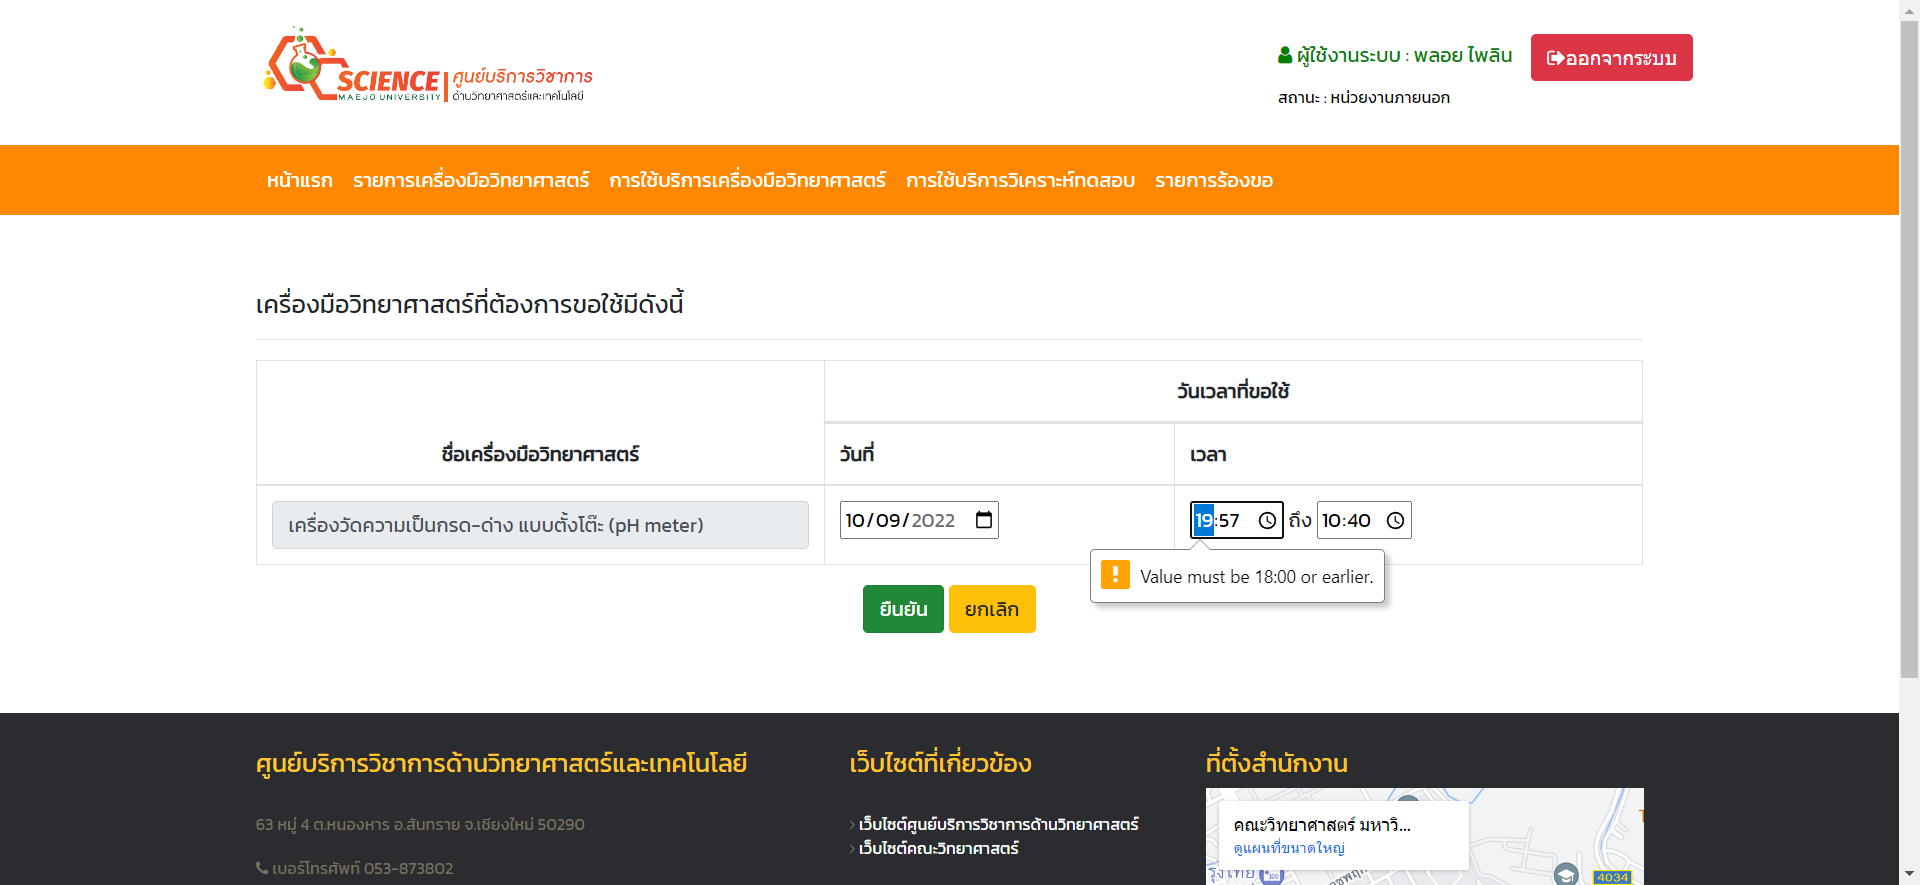 SCIENCE
MAEJO UNIVERSITY
ศูนย์บริการวิชาการ
ด้านวิทยาศาสตร์และเทคโนโลยี
ผู้ใช้งานระบบ : พลอย ไพลิน
ออกจากระบบ
สถานะ : หน่วยงานภายนอก
หน้าแรก รายการเครื่องมือวิทยาศาสตร์ การใช้บริการเครื่องมือวิทยาศาสตร์ การใช้บริการวิเคราะห์ทดสอบ รายการร้องขอ
เครื่องมือวิทยาศาสตร์ที่ต้องการขอใช้มีดังนี้
วันเวลาที่ขอใช้
ชื่อเครื่องมือวิทยาศาสตร์ วันที่ เวลา
เครื่องวัดความเป็นกรด-ด่าง แบบตั้งโต๊ะ (pH meter) 10/09/2022 19:57 ถึง 10:40
Value must be 18:00 or earlier.
ยืนยัน ยกเลิก
ศูนย์บริการวิชาการด้านวิทยาศาสตร์และเทคโนโลยี
63 หมู่ 4 ต.หนองหาร อ.สันทราย จ.เชียงใหม่ 50290
เบอร์โทรศัพท์ 053-873802
เว็บไซต์ที่เกี่ยวข้อง
เว็บไซต์ศูนย์บริการวิชาการด้านวิทยาศาสตร์
เว็บไซต์คณะวิทยาศาสตร์
ที่ตั้งสำนักงาน
คณะวิทยาศาสตร์ มหาวิ...
ดูแผนที่ขนาดใหญ่
4034